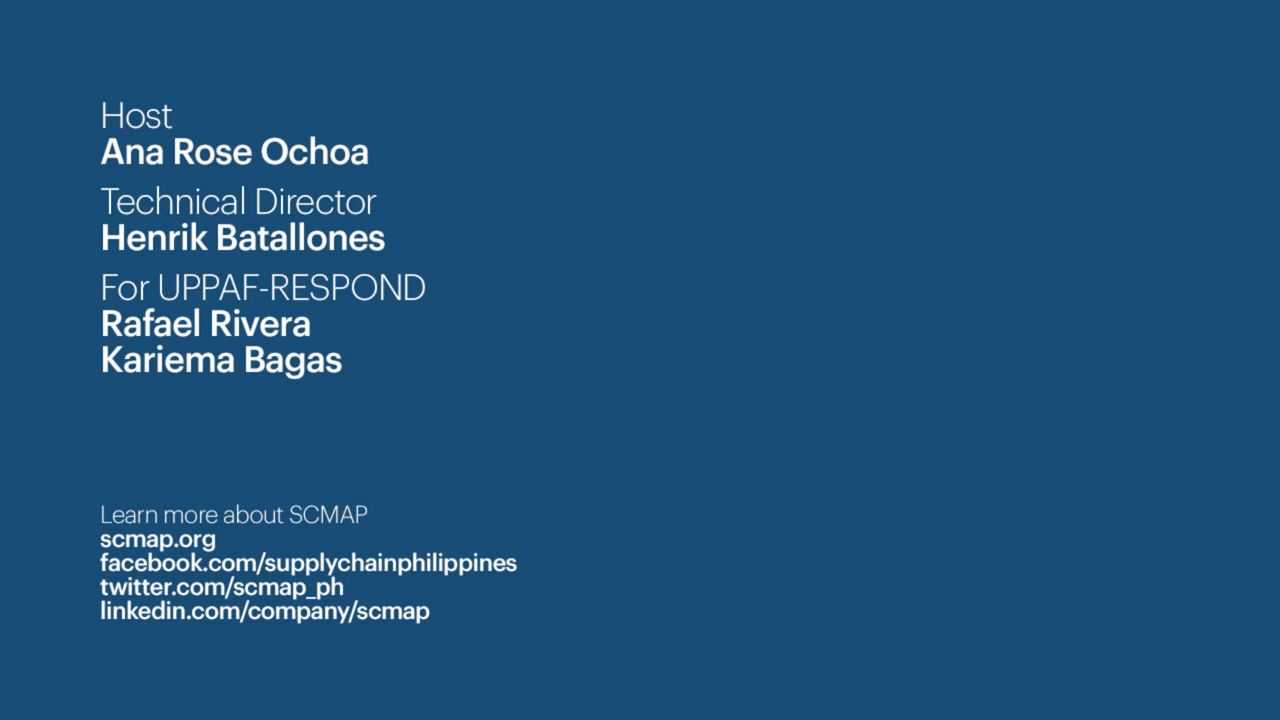 Host
Ana Rose Ochoa
Technical Director
Henrik Batallones
For UPPAF-RESPOND
Rafael Rivera
Kariema Bagas
Learn more about SCMAP
scmap.org
facebook.com/supplychainphilippines
twitter.com/scmap_ph
linkedin.com/company/scmap